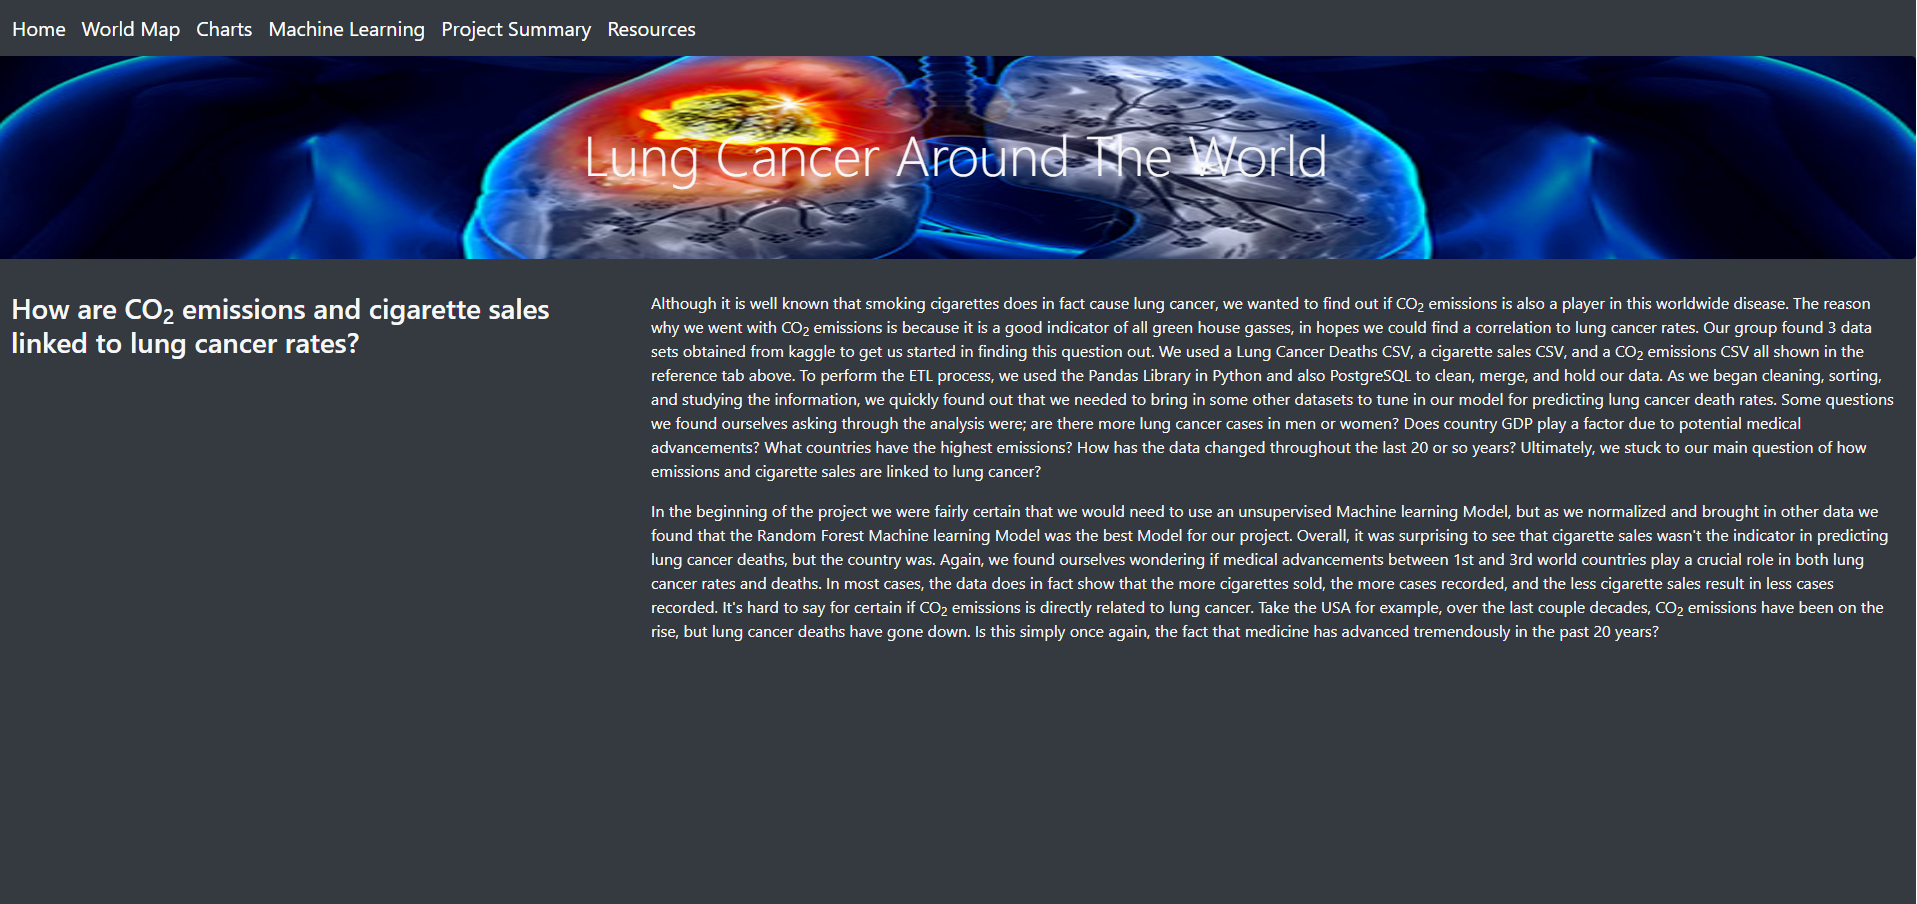 Home World Map Charts Machine Learning Project Summary Resources
Lung Cancer Around The World
How are CO₂ emissions and cigarette sales
linked to lung cancer rates?
Although it is well known that smoking cigarettes does in fact cause lung cancer, we wanted to find out if CO₂ emissions is also a player in this worldwide disease. The reason
why we went with CO₂ emissions is because it is a good indicator of all green house gasses, in hopes we could find a correlation to lung cancer rates. Our group found 3 data
sets obtained from kaggle to get us started in finding this question out. We used a Lung Cancer Deaths CSV, a cigarette sales CSV, and a CO₂ emissions CSV all shown in the
reference tab above. To perform the ETL process, we used the Pandas Library in Python and also PostgreSQL to clean, merge, and hold our data. As we began cleaning, sorting,
and studying the information, we quickly found out that we needed to bring in some other datasets to tune in our model for predicting lung cancer death rates. Some questions
we found ourselves asking through the analysis were; are there more lung cancer cases in men or women? Does country GDP play a factor due to potential medical
advancements? What countries have the highest emissions? How has the data changed throughout the last 20 or so years? Ultimately, we stuck to our main question of how
emissions and cigarette sales are linked to lung cancer?
In the beginning of the project we were fairly certain that we would need to use an unsupervised Machine learning Model, but as we normalized and brought in other data we
found that the Random Forest Machine learning Model was the best Model for our project. Overall, it was surprising to see that cigarette sales wasn't the indicator in predicting
lung cancer deaths, but the country was. Again, we found ourselves wondering if medical advancements between 1st and 3rd world countries play a crucial role in both lung
cancer rates and deaths. In most cases, the data does in fact show that the more cigarettes sold, the more cases recorded, and the less cigarette sales result in less cases
recorded. It's hard to say for certain if CO₂ emissions is directly related to lung cancer. Take the USA for example, over the last couple decades, CO₂ emissions have been on the
rise, but lung cancer deaths have gone down. Is this simply once again, the fact that medicine has advanced tremendously in the past 20 years?